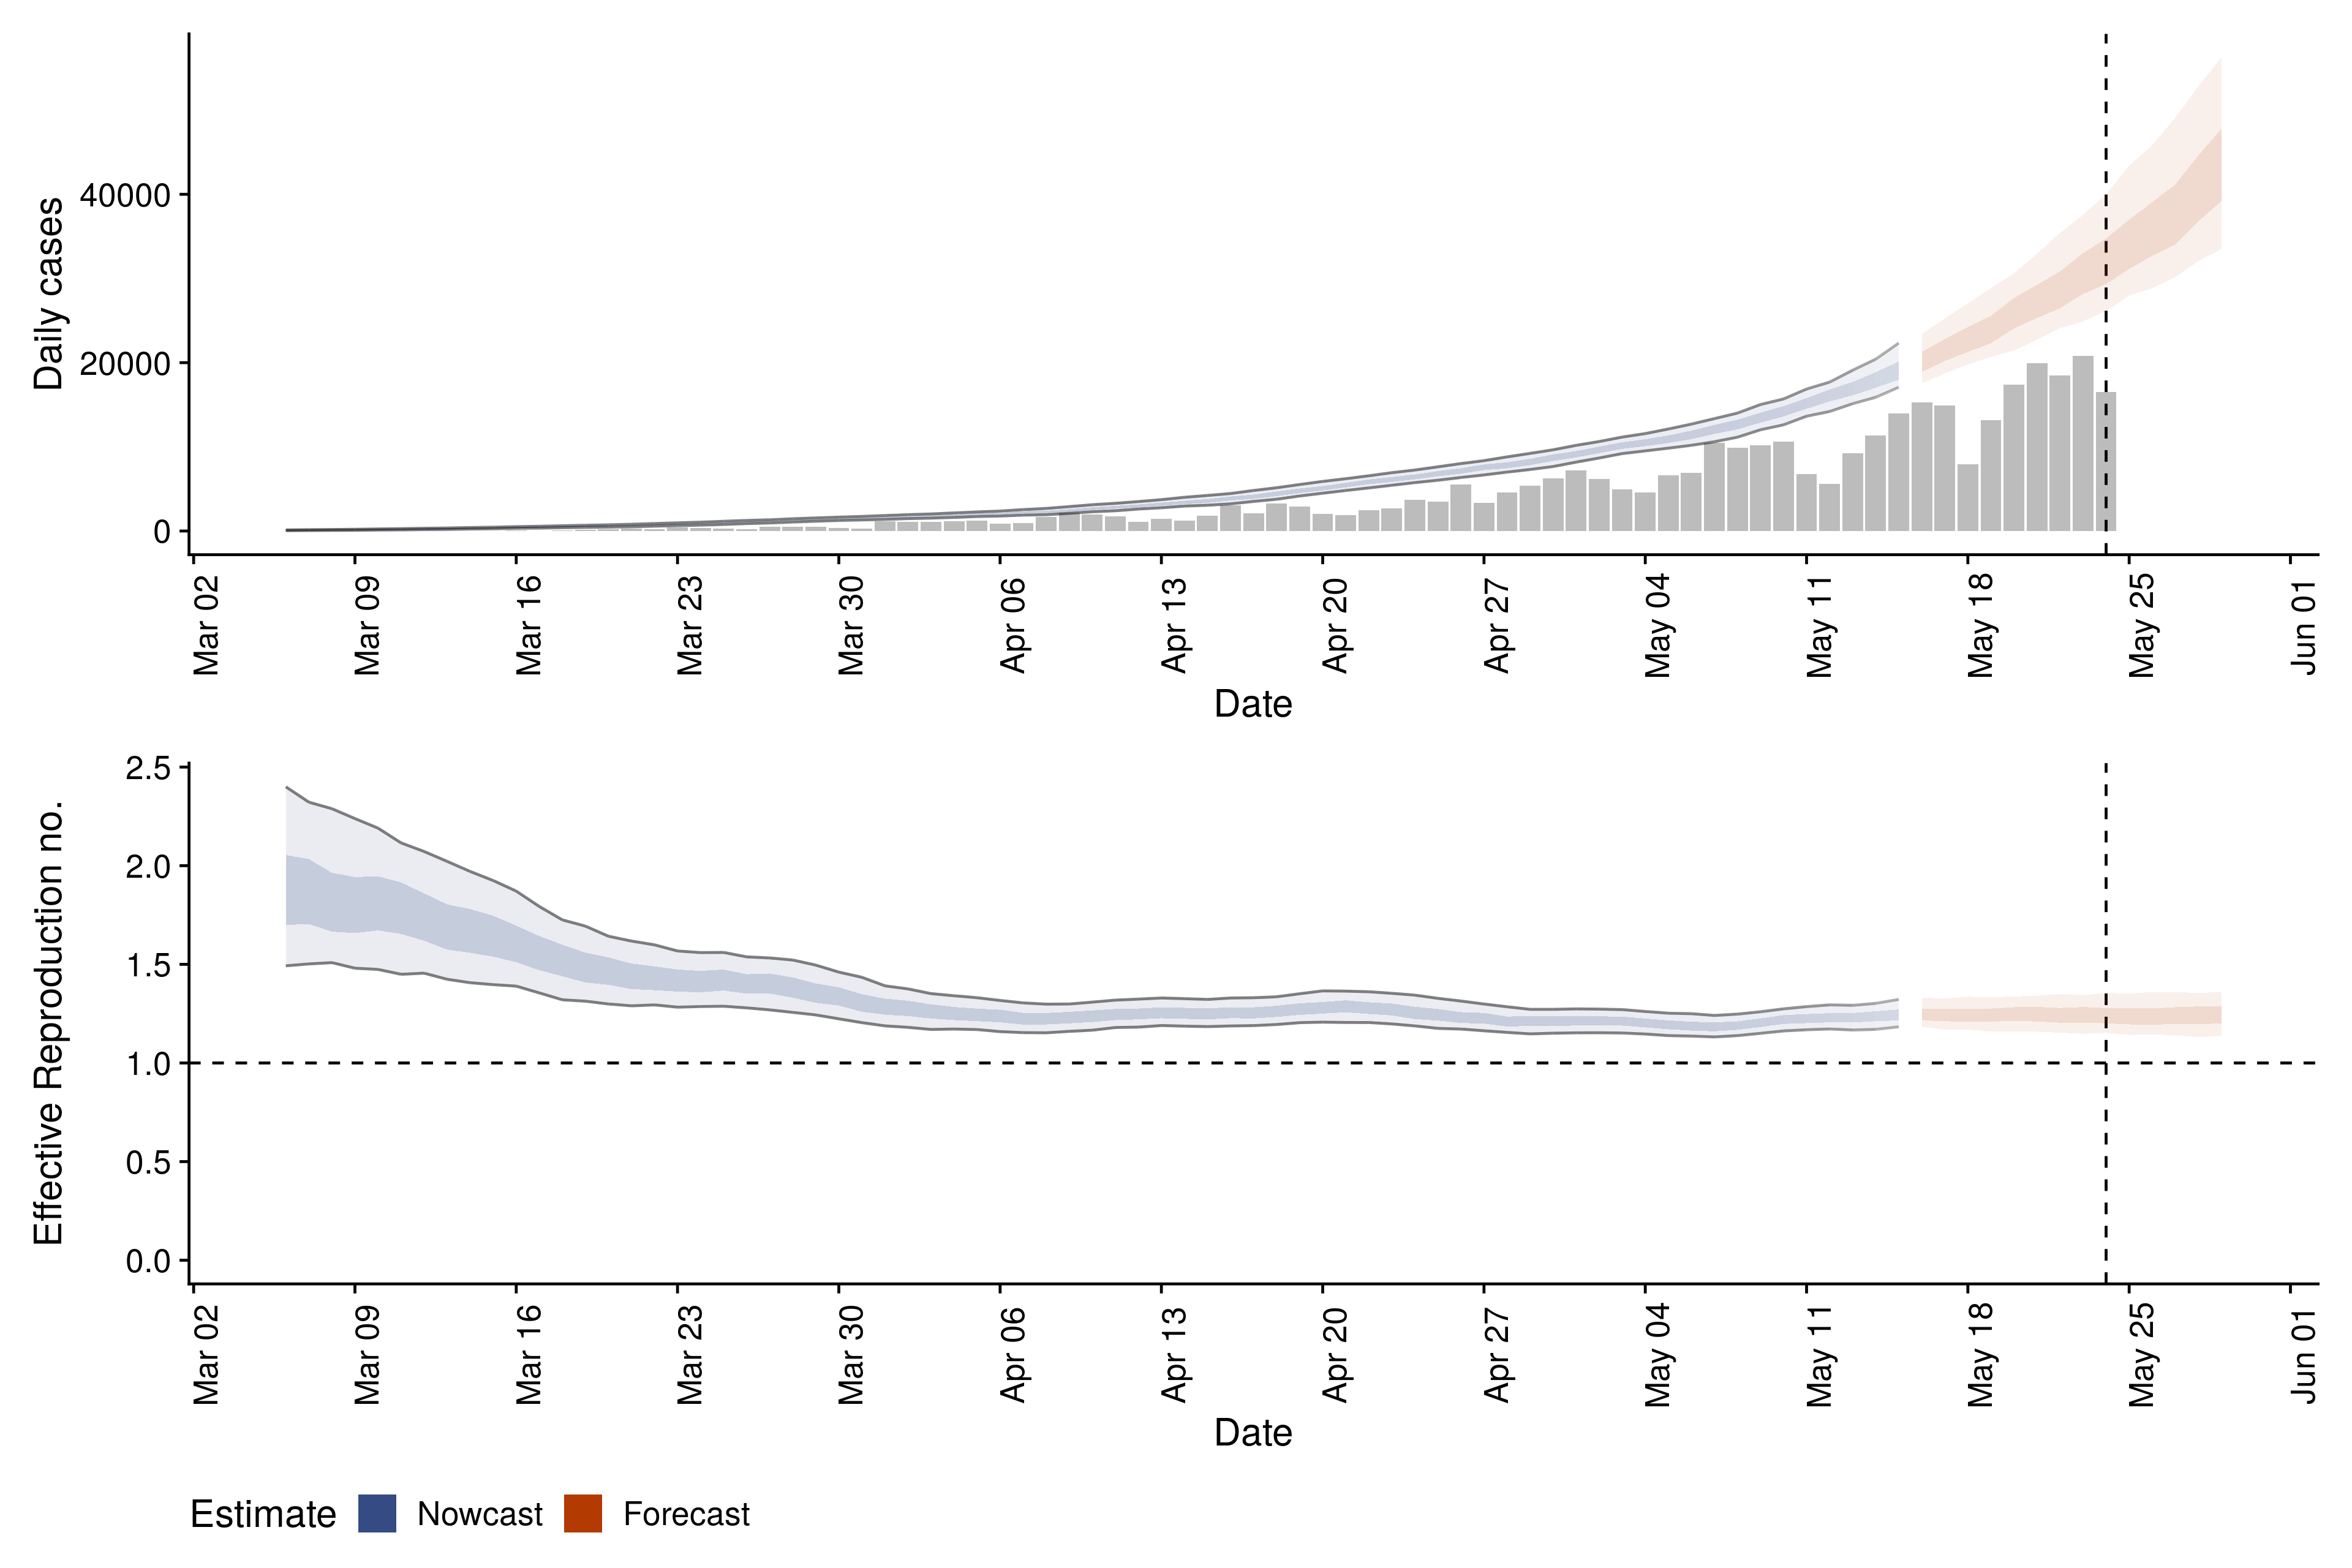 Daily cases
40000
20000
0
Mar 02
Mar 09
Mar 16
Mar 23
Mar 30
Apr 06
Apr 13
Apr 20
Apr 27
May 04
May 11
May 18
May 25
Jun 01
Date
Effective Reproduction no.
2.5
2.0
1.5
1.0
0.5
0.0
Mar 02
Mar 09
Mar 16
Mar 23
Mar 30
Apr 06
Apr 13
Apr 20
Apr 27
May 04
May 11
May 18
May 25
Jun 01
Date
Estimate Nowcast Forecast